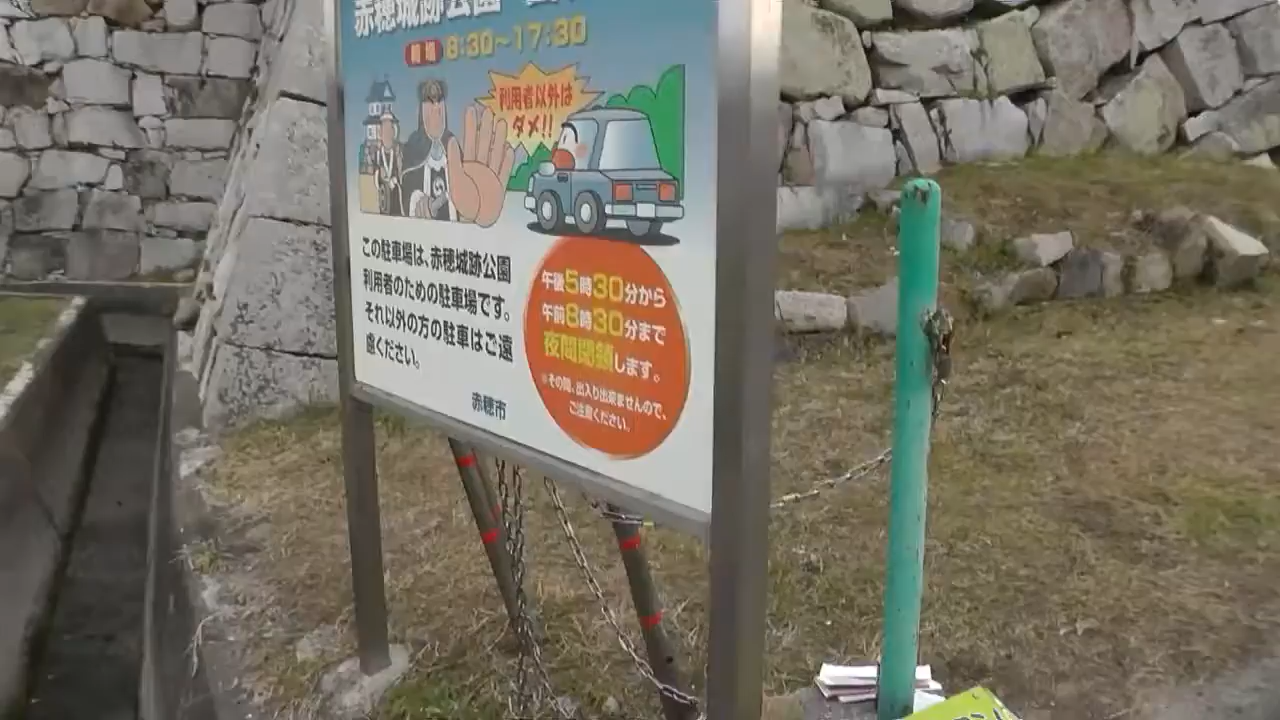 赤穂城跡公園
開場 8:30~17:30
利用者以外は
ダメ!!
この駐車場は、赤穂城跡公園
利用者のための駐車場です。
それ以外の方の駐車はご遠
慮ください。
赤穂市
午後5時30分から
午前8時30分まで
夜間閉鎖します。
※その間、出入り出来ませんので、
ご注意ください。